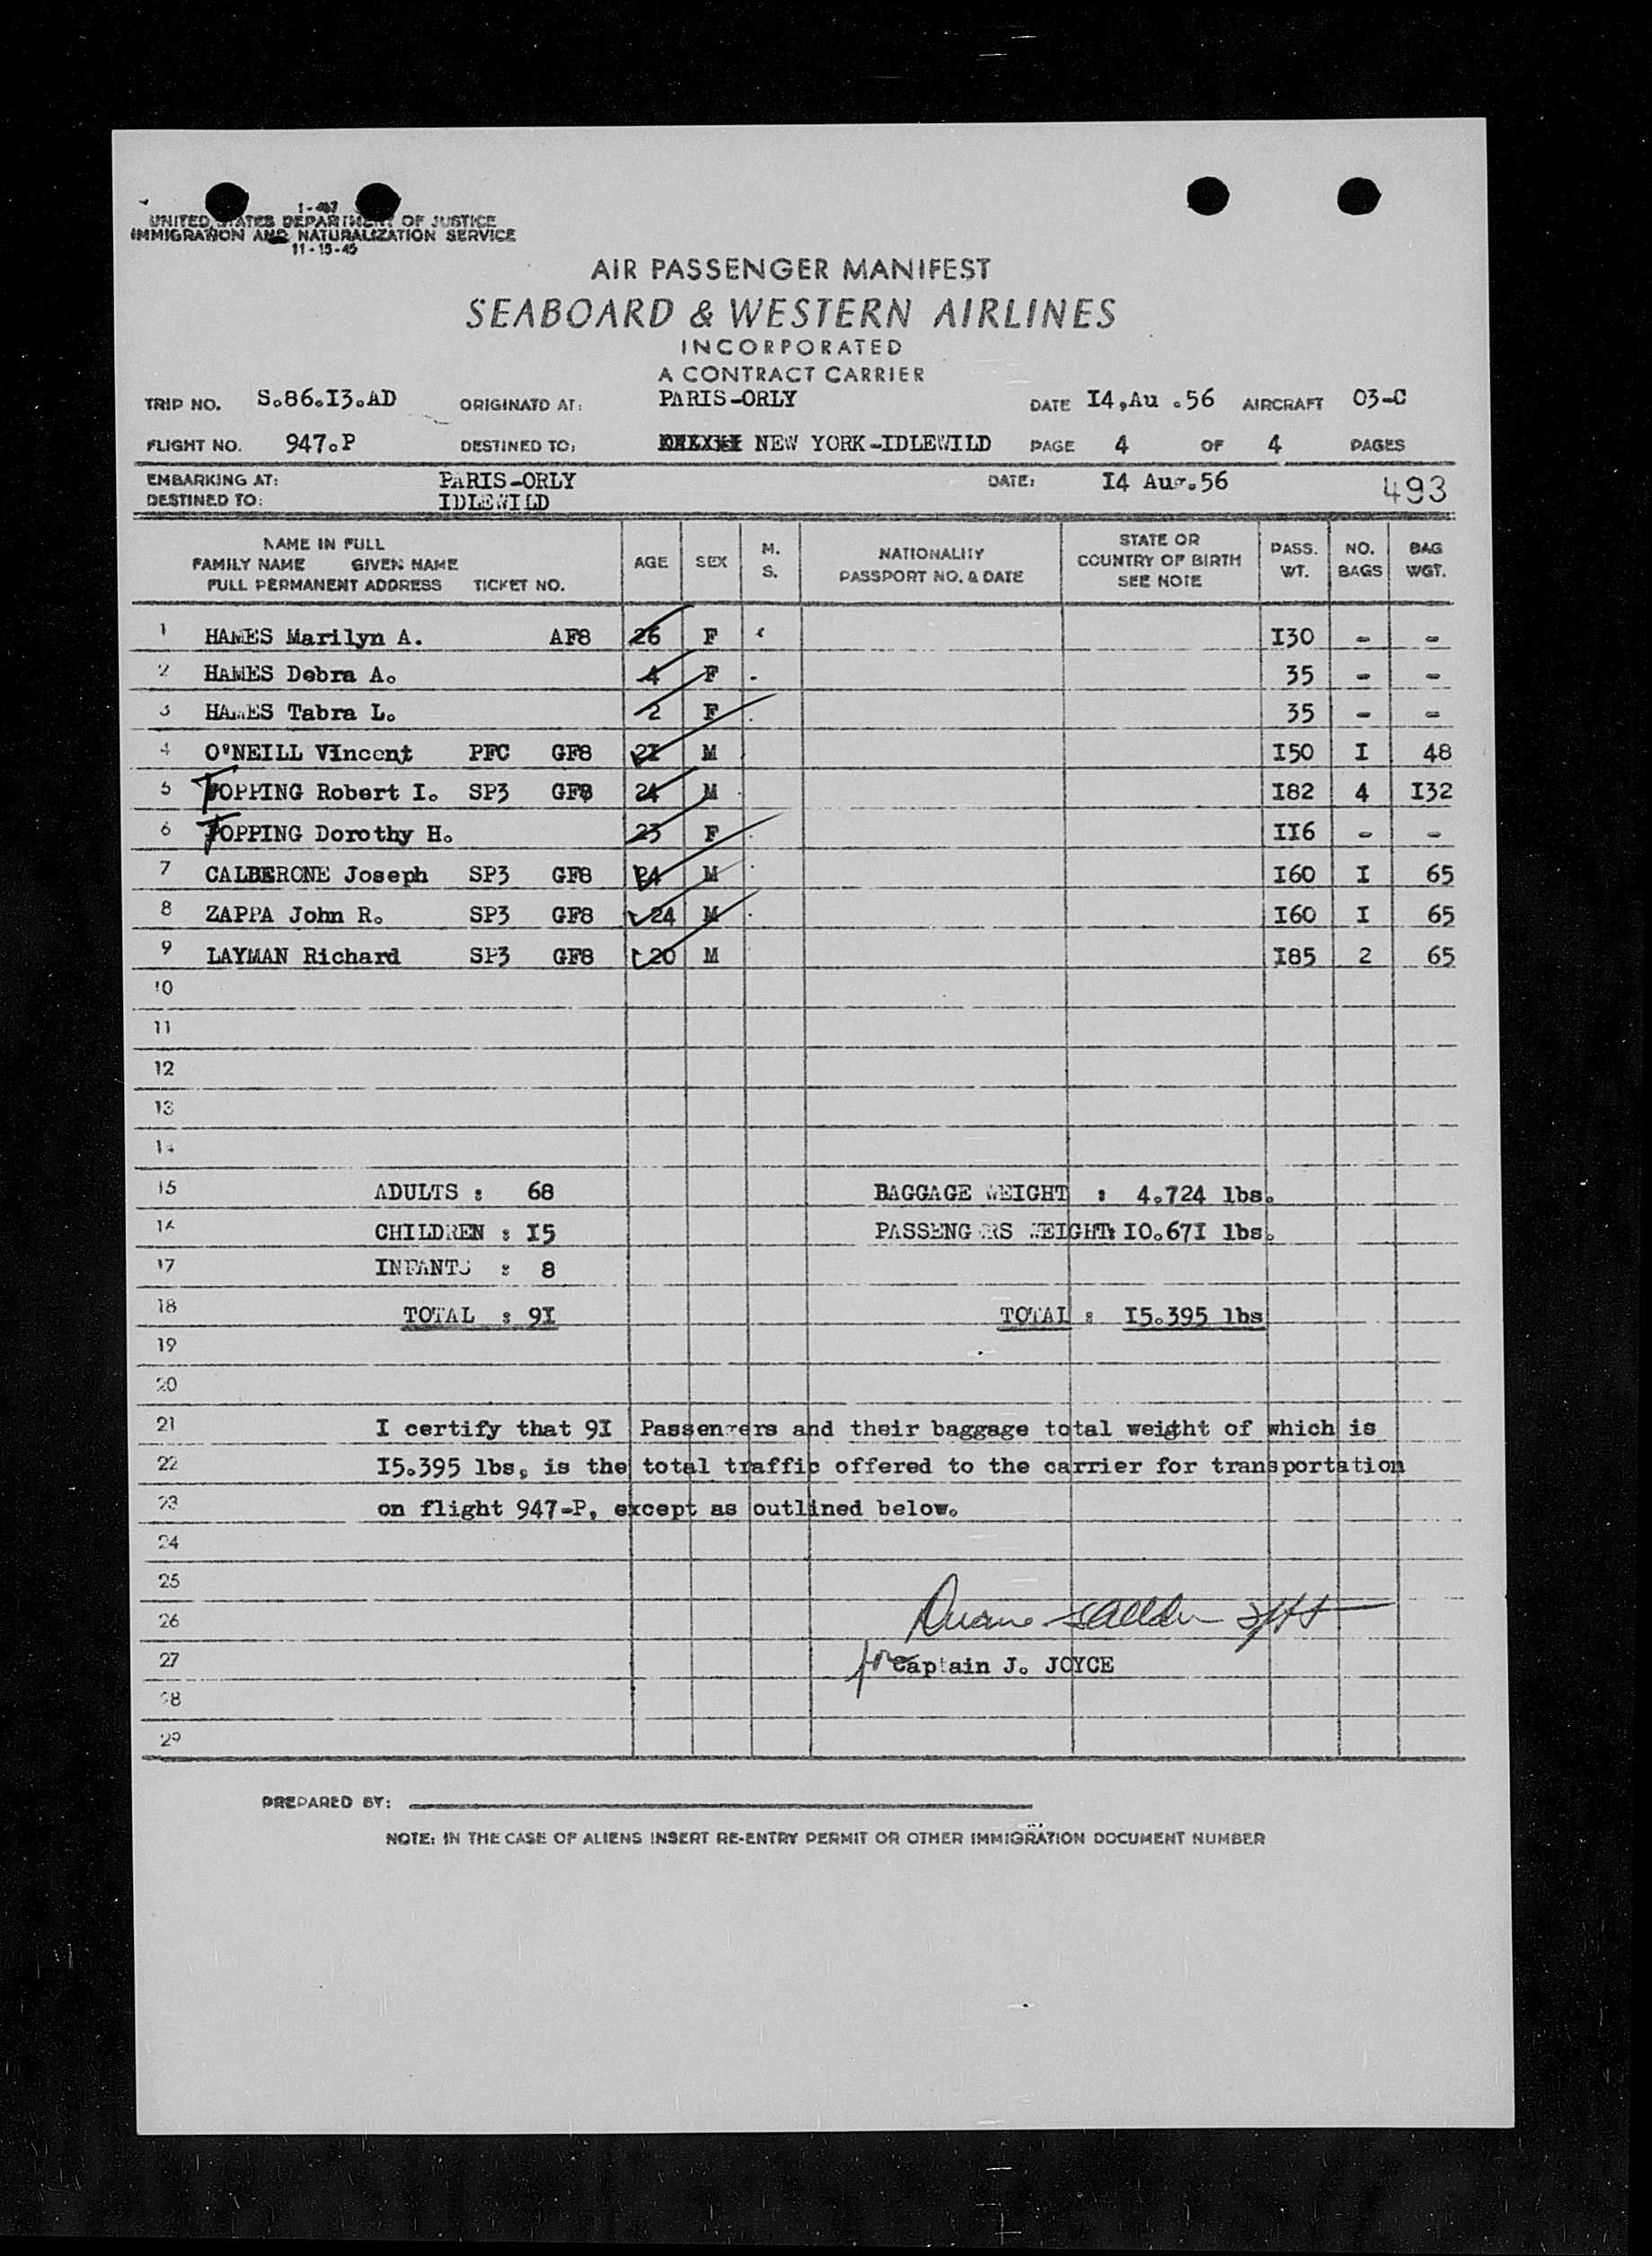 UNITED STATES DEPARTMENT OF JUSTICE
IMMIGRATION AND NATURALIZATION SERVICE
11-15-45
AIR PASSENGER MANIFEST
SEABOARD & WESTERN AIRLINES
INCORPORATED
A CONTRACT CARRIER
TRIP NO. S.86.I3.AD ORIGINATD AT: PARIS-ORLY DATE I4,Au .56 AIRCRAFT 03-C
FLIGHT NO. 947.P DESTINED TO: NEW YORK-IDLEWILD PAGE 4 OF 4 PAGES
EMBARKING AT: PARIS-ORLY DATE: I4 Aug.56 493
DESTINED TO: IDLEWILD
NAME IN FULL
FAMILY NAME GIVEN NAME
FULL PERMANENT ADDRESS TICKET NO. AGE SEX M. S. NATIONALITY PASSPORT NO. & DATE STATE OR COUNTRY OF BIRTH SEE NOTE PASS. WT. NO. BAGS BAG WGT.
1 HAMES Marilyn A. AF8 26 F I30 - -
2 HAMES Debra A. 4 F 35 - -
3 HAMES Tabra L. 2 F 35 - -
4 O'NEILL VIncent PFC GF8 2I M I50 I 48
5 TOPPING Robert I. SP3 GF8 24 M I82 4 I32
6 TOPPING Dorothy H. 23 F II6 - -
7 CALBERONE Joseph SP3 GF8 24 M I60 I 65
8 ZAPPA John R. SP3 GF8 24 M I60 I 65
9 LAYMAN Richard SP3 GF8 20 M I85 2 65
10
11
12
13
14
15 ADULTS : 68 BAGGAGE WEIGHT : 4.724 lbs.
16 CHILDREN : I5 PASSENGERS WEIGHT: I0.67I lbs.
17 INFANTS : 8
18 TOTAL : 9I TOTAL : I5.395 lbs
19
20
21 I certify that 9I Passengers and their baggage total weight of which is
22 I5.395 lbs, is the total traffic offered to the carrier for transportation
23 on flight 947-P, except as outlined below.
24
25
26 Duane
27 for Captain J. JOYCE
28
29
PREPARED BY:
NOTE: IN THE CASE OF ALIENS INSERT RE-ENTRY PERMIT OR OTHER IMMIGRATION DOCUMENT NUMBER